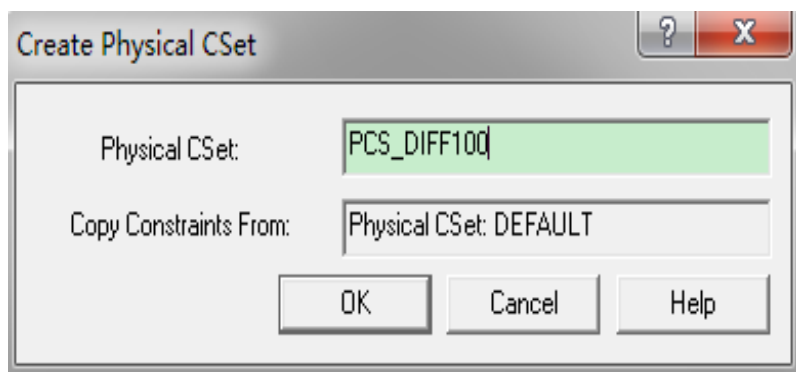 Create Physical CSet
Physical CSet: PCS_DIFF100
Copy Constraints From: Physical CSet: DEFAULT
OK Cancel Help